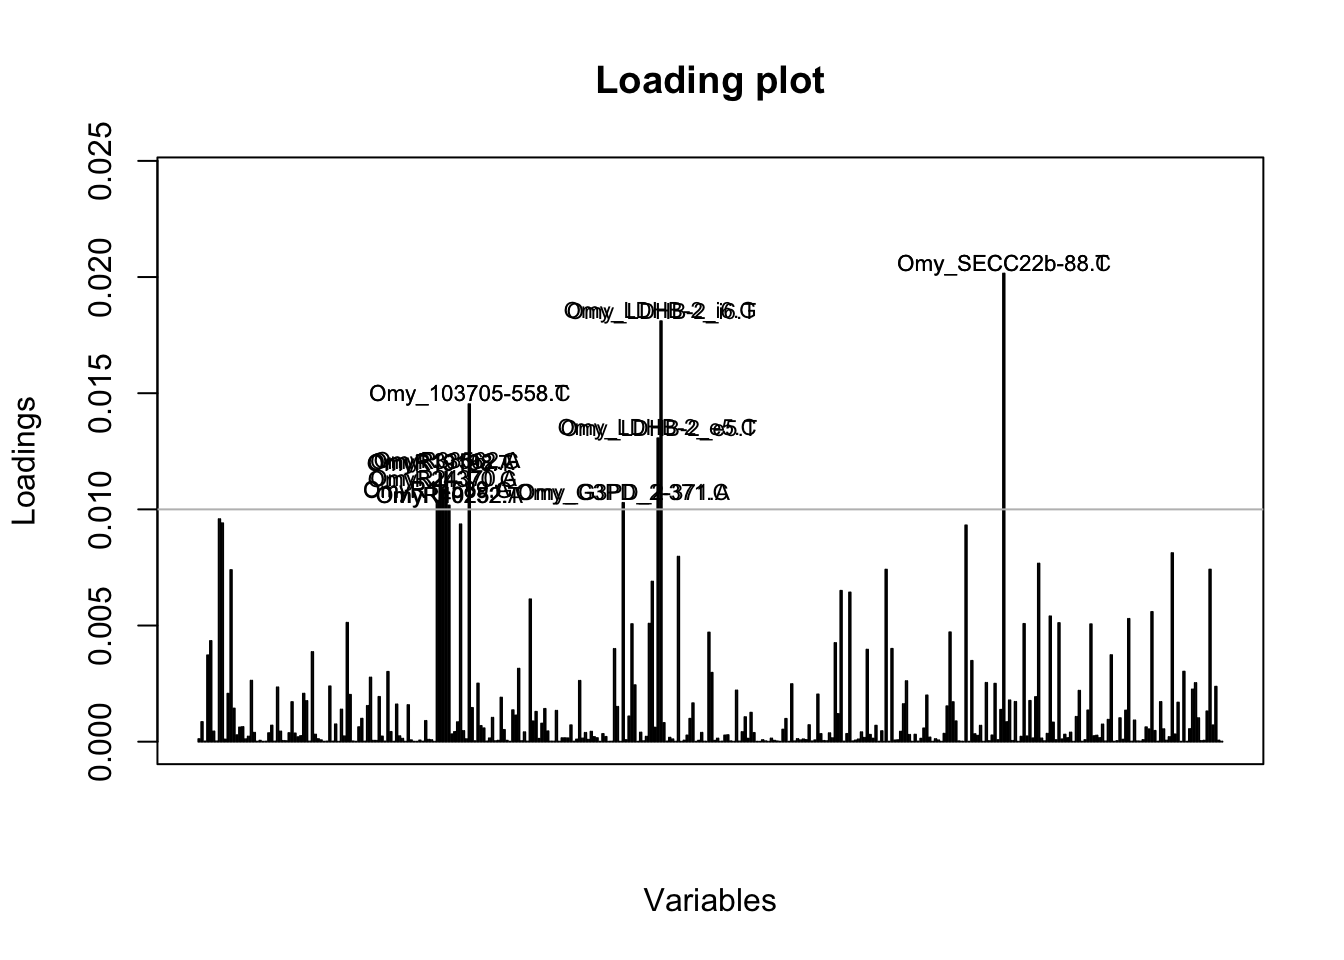 Loading plot
Loadings
0.025
0.020
0.015
0.010
0.005
0.000
Omy_SECC22b-88.
Omy_LDHB-2_i6.
Omy_103705-558.
Omy_LDHB-2_e5.
Omy_G3PD_2-371.
Variables